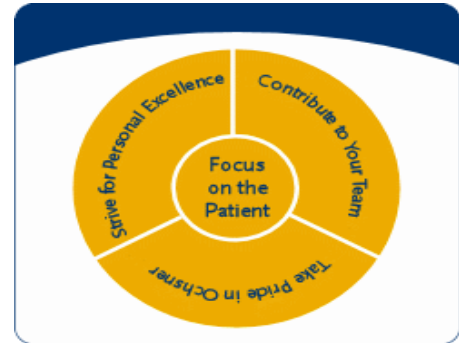 Strive for Personal Excellence
Contribute to Your Team
Focus
on the
Patient
Take Pride in Ochsner